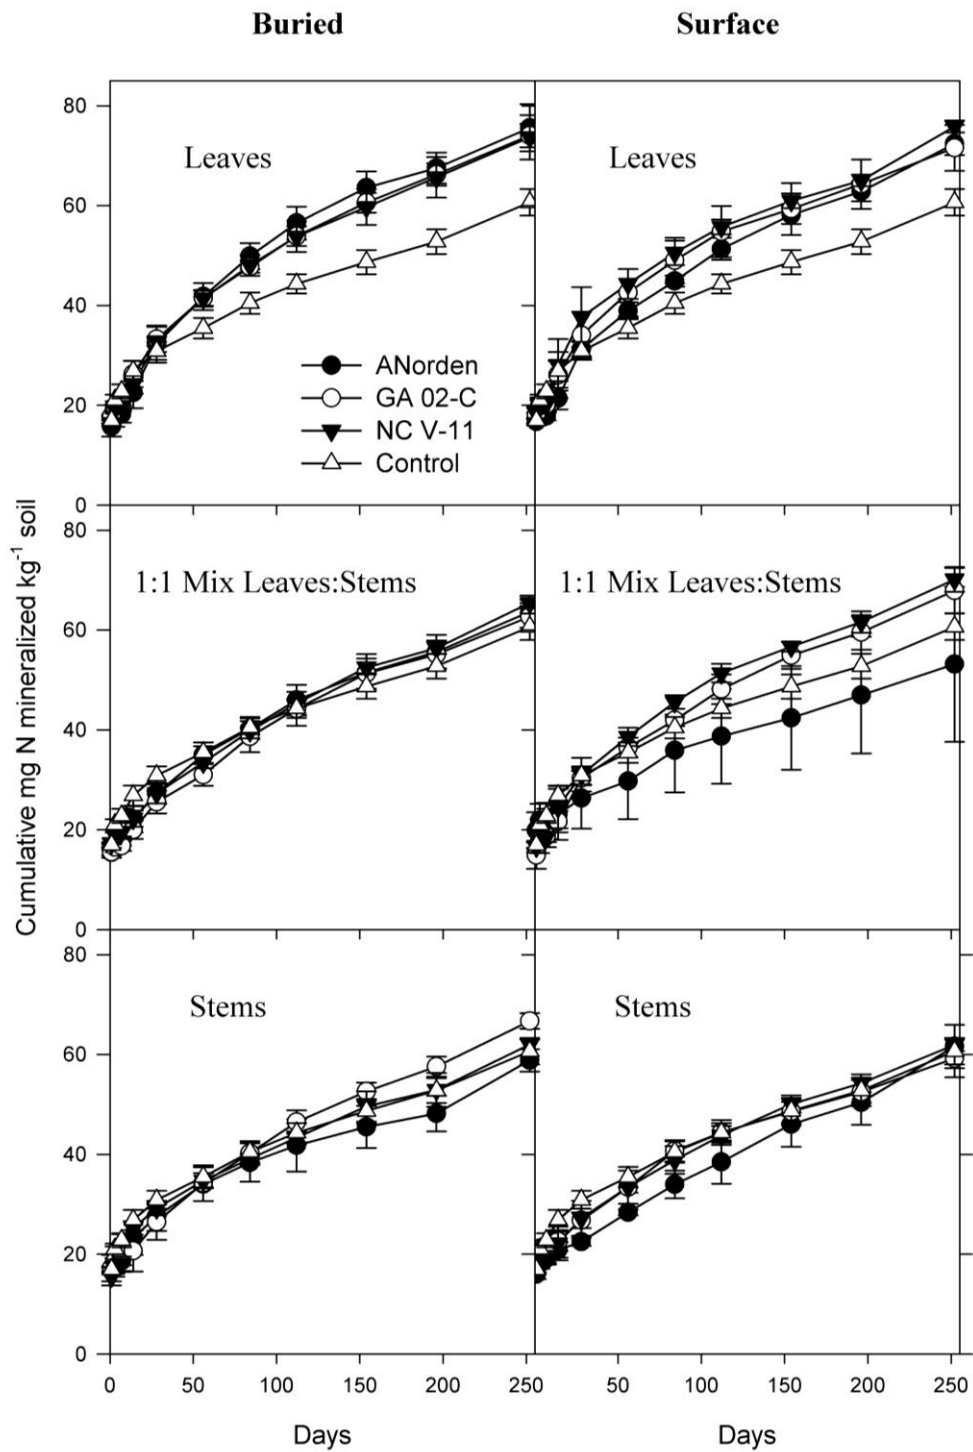 Buried Surface
80
Leaves Leaves
60
40
ANorden
GA 02-C
20
NC V-11
Control
0
Cumulative mg N mineralized kg⁻¹ soil
80
1:1 Mix Leaves:Stems 1:1 Mix Leaves:Stems
60
40
20
0
80
Stems Stems
60
40
20
0
0 50 100 150 200 250 50 100 150 200 250
Days Days